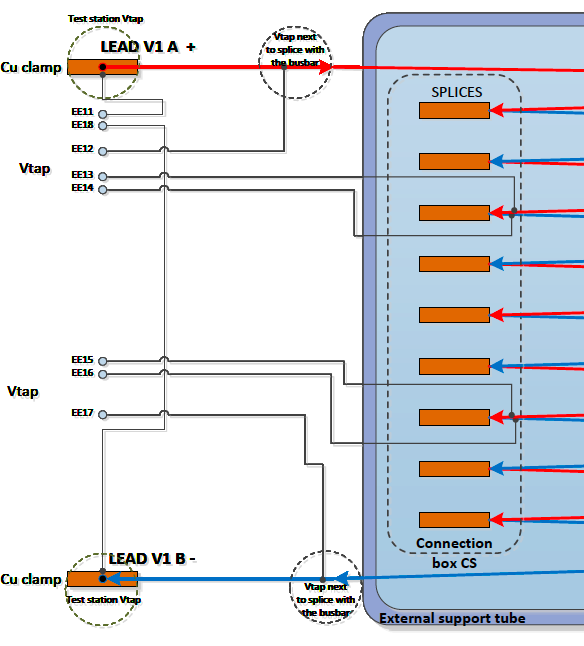 Test station Vtap
LEAD V1 A +
Cu clamp
Vtap next
to splice with
the busbar
SPLICES
EE11
EE18
EE12
Vtap
EE13
EE14
EE15
EE16
Vtap
EE17
Connection
box CS
LEAD V1 B -
Cu clamp
Test station Vtap
Vtap next
to splice with
the busbar
External support tube